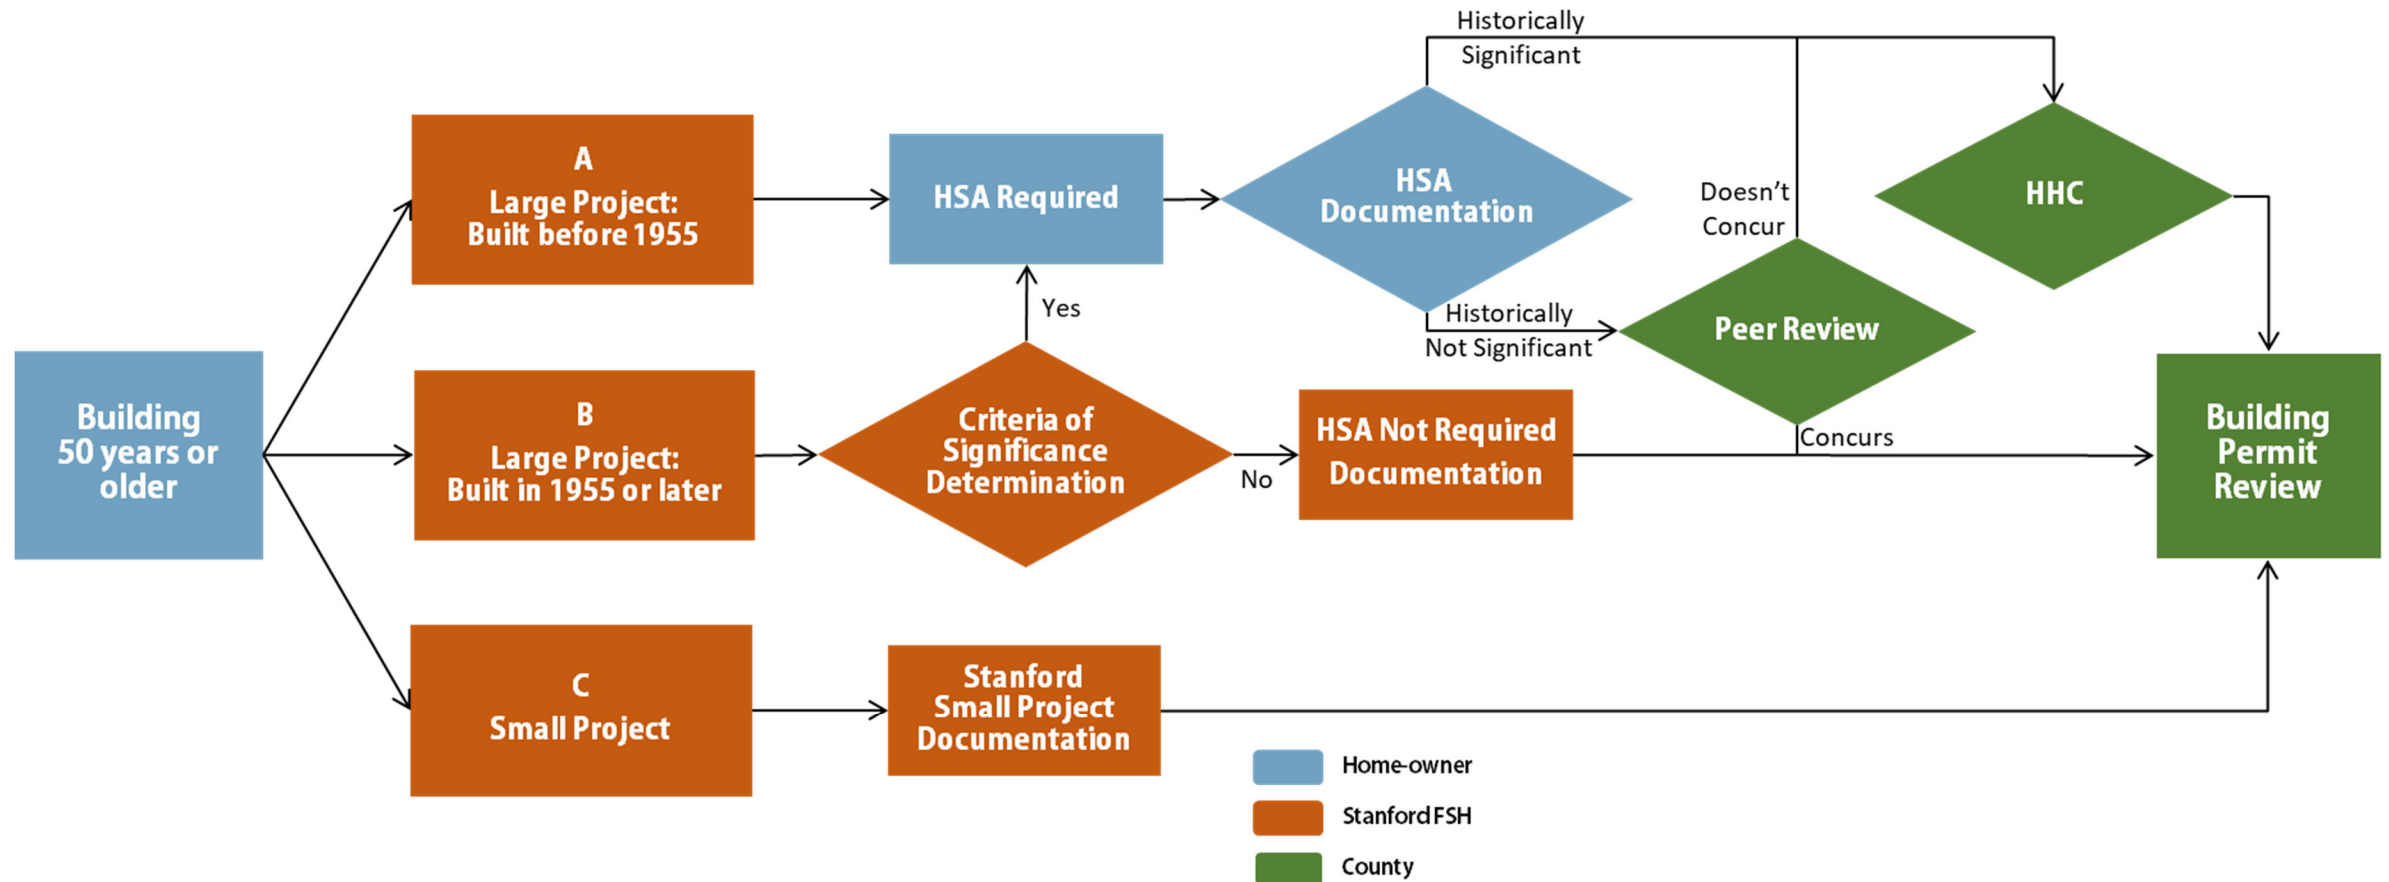 Historically
Significant
A
Large Project:
Built before 1955
HSA Required
HSA
Documentation
Doesn't
Concur
HHC
Yes
Historically
Not Significant
Peer Review
Building
50 years or
older
B
Large Project:
Built in 1955 or later
Criteria of
Significance
Determination
No
HSA Not Required
Documentation
Concurs
Building
Permit
Review
C
Small Project
Stanford
Small Project
Documentation
Home-owner
Stanford FSH
County